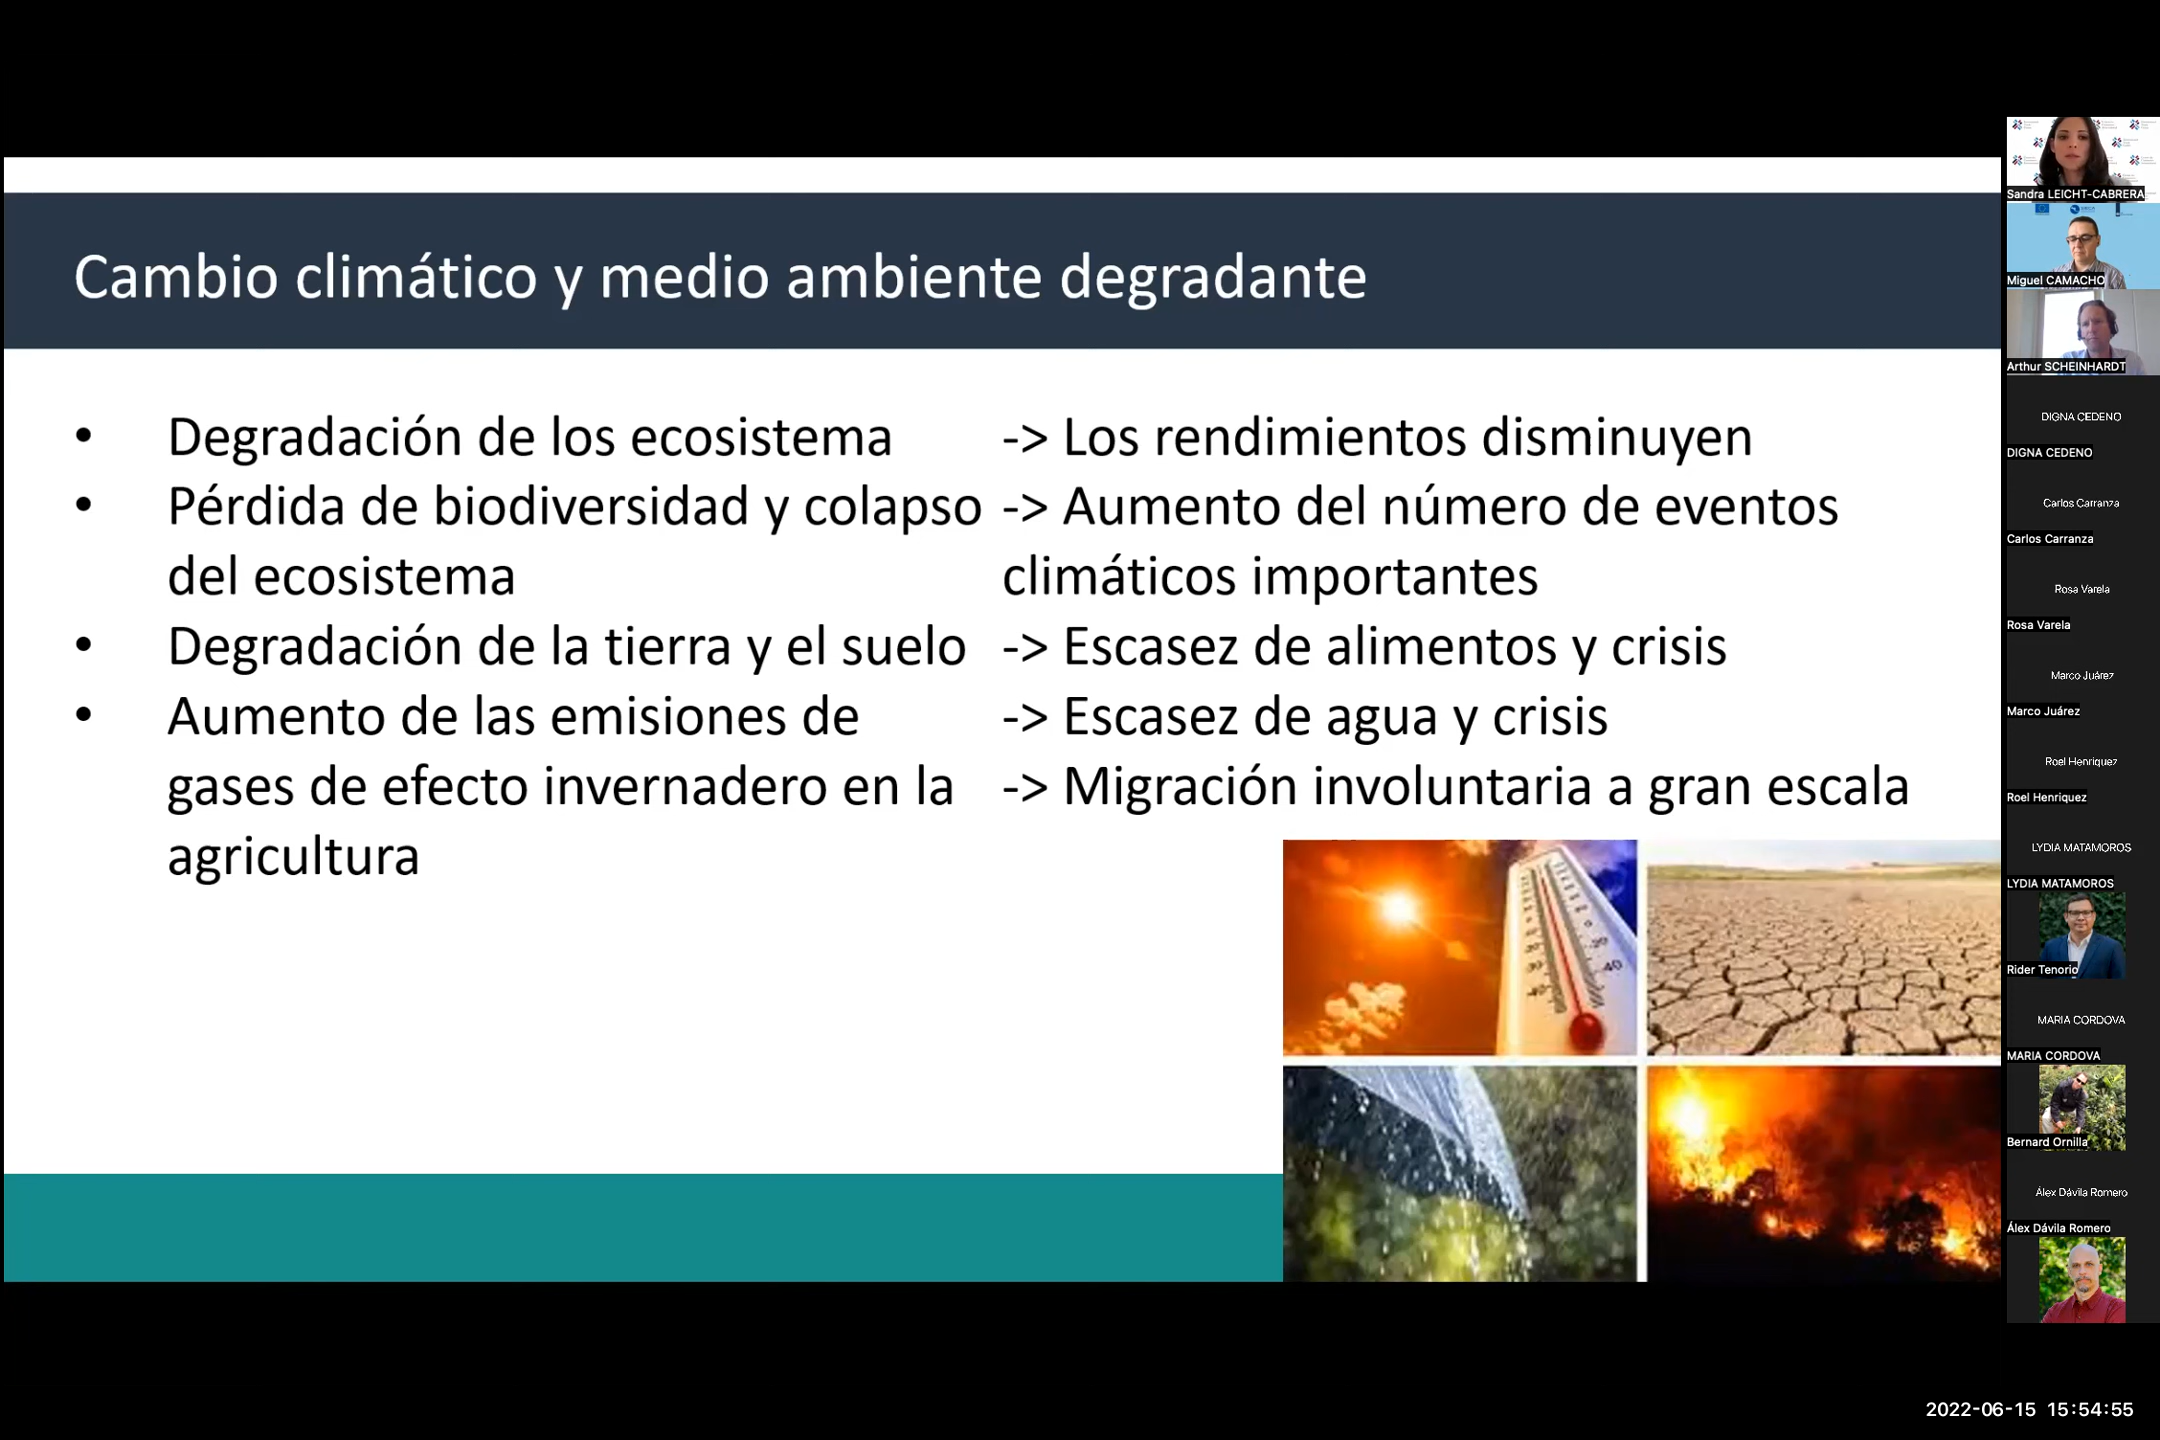 Cambio climático y medio ambiente degradante
• Degradación de los ecosistema
• Pérdida de biodiversidad y colapso
del ecosistema
• Degradación de la tierra y el suelo
• Aumento de las emisiones de
gases de efecto invernadero en la
agricultura
-> Los rendimientos disminuyen
-> Aumento del número de eventos
climáticos importantes
-> Escasez de alimentos y crisis
-> Escasez de agua y crisis
-> Migración involuntaria a gran escala
Sandra LEICHT-CABRERA
Miguel CAMACHO
Arthur SCHEINHARDT
DIGNA CEDENO
DIGNA CEDENO
Carlos Carranza
Carlos Carranza
Rosa Varela
Rosa Varela
Marco Juárez
Marco Juárez
Roel Henriquez
Roel Henriquez
LYDIA MATAMOROS
LYDIA MATAMOROS
Rider Tenorio
MARIA CORDOVA
MARIA CORDOVA
Bernard Ornilla
Álex Dávila Romero
Álex Dávila Romero
2022-06-15 15:54:55